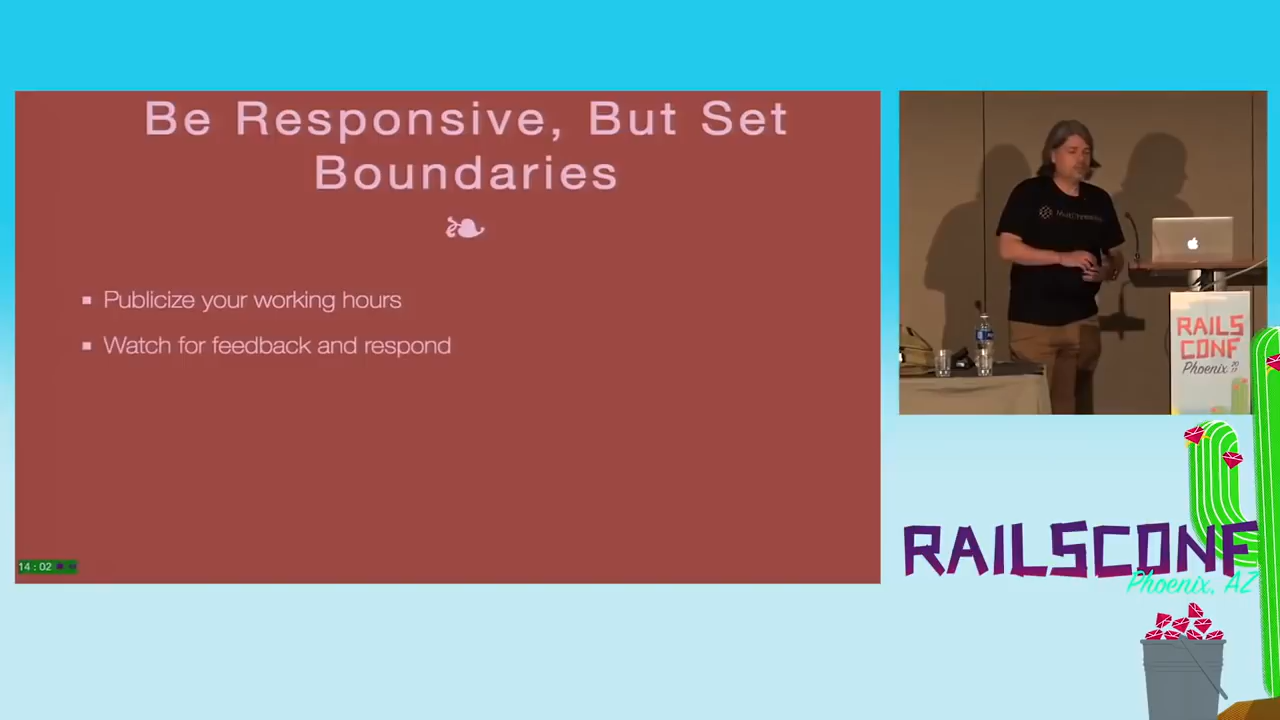 Be Responsive, But Set
Boundaries
Publicize your working hours
Watch for feedback and respond
14:02
RAILS
CONF
Phoenix
2017
RAILSCONF
Phoenix, AZ